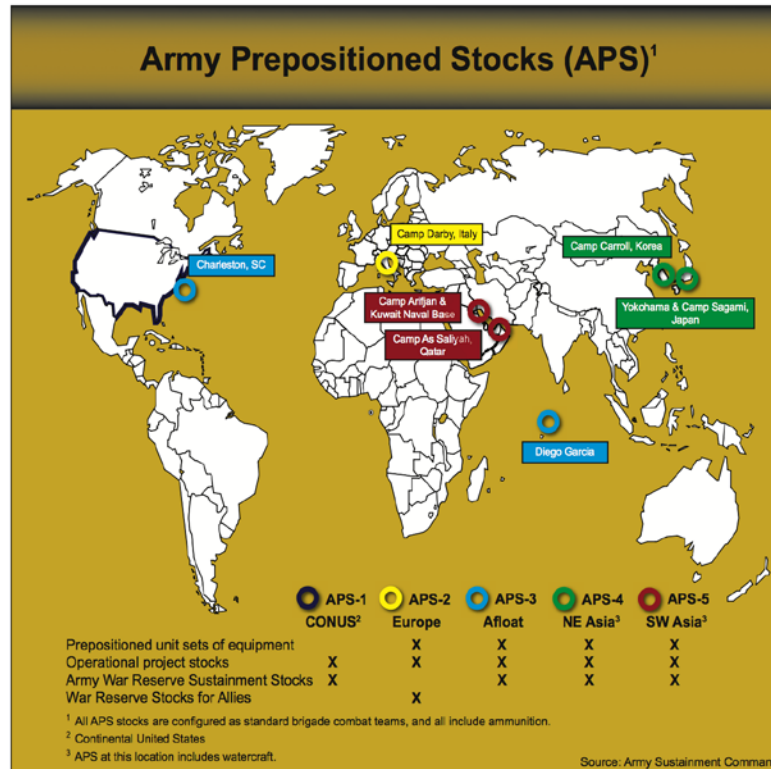 Army Prepositioned Stocks (APS)¹
Camp Darby, Italy
Camp Carroll, Korea
Charleston, SC
Camp Arifjan &
Kuwait Naval Base
Yokohama & Camp Sagami,
Japan
Camp As Saliyah,
Qatar
Diego Garcia
APS-1 APS-2 APS-3 APS-4 APS-5
CONUS² Europe Afloat NE Asia³ SW Asia³
Prepositioned unit sets of equipment X X X X
Operational project stocks X X X X X
Army War Reserve Sustainment Stocks X X X X
War Reserve Stocks for Allies X
¹ All APS stocks are configured as standard brigade combat teams, and all include ammunition.
² Continental United States
³ APS at this location includes watercraft.
Source: Army Sustainment Comman